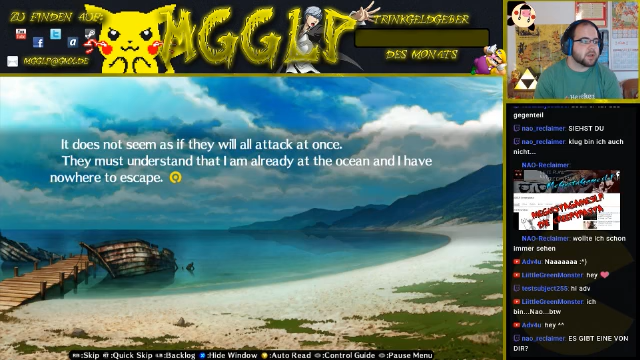 ZU FINDEN AUF:
MGGLP@GMX.DE
MGGLP
TRINKGELDGEBER
DES MONATS
It does not seem as if they will all attack at once.
They must understand that I am already at the ocean and I have
nowhere to escape.
:Skip :Quick Skip :Backlog :Hide Window :Auto Read :Control Guide :Pause Menu
gegenteil
nao_reclaimer: SIEHST DU
nao_reclaimer: klug bin ich auch
nicht...
NAO-Reclaimer:
NAO-Reclaimer: wollte ich schon
immer sehen
Adv4u: Naaaaaaa :*)
LiittleGreenMonster: hey
testsubject255: hi adv
LiittleGreenMonster: ich
bin...Nao...btw
Adv4u: hey ^^
nao_reclaimer: ES GIBT EINE VON
DIR?